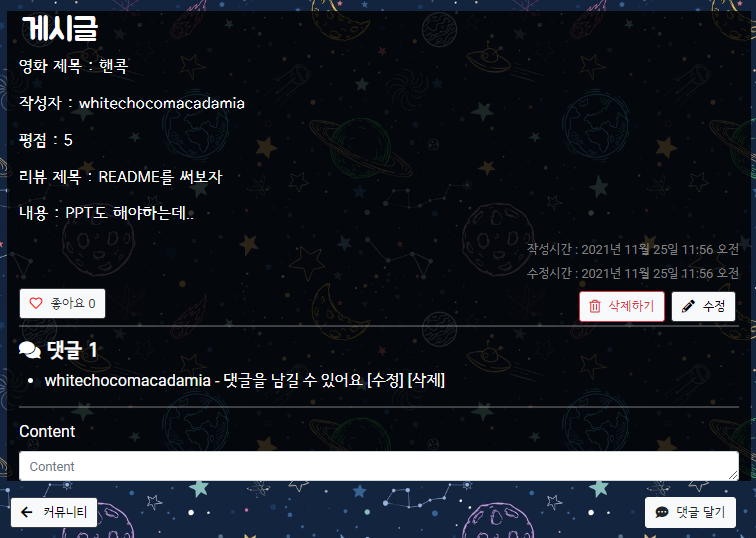 게시글
영화 제목 : 핸콕
작성자 : whitechocomacadamia
평점 : 5
리뷰 제목 : README를 써보자
내용 : PPT도 해야하는데..
작성시간 : 2021년 11월 25일 11:56 오전
수정시간 : 2021년 11월 25일 11:56 오전
좋아요 0
삭제하기
수정
댓글 1
whitechocomacadamia - 댓글을 남길 수 있어요 [수정] [삭제]
Content
Content
커뮤니티
댓글 달기